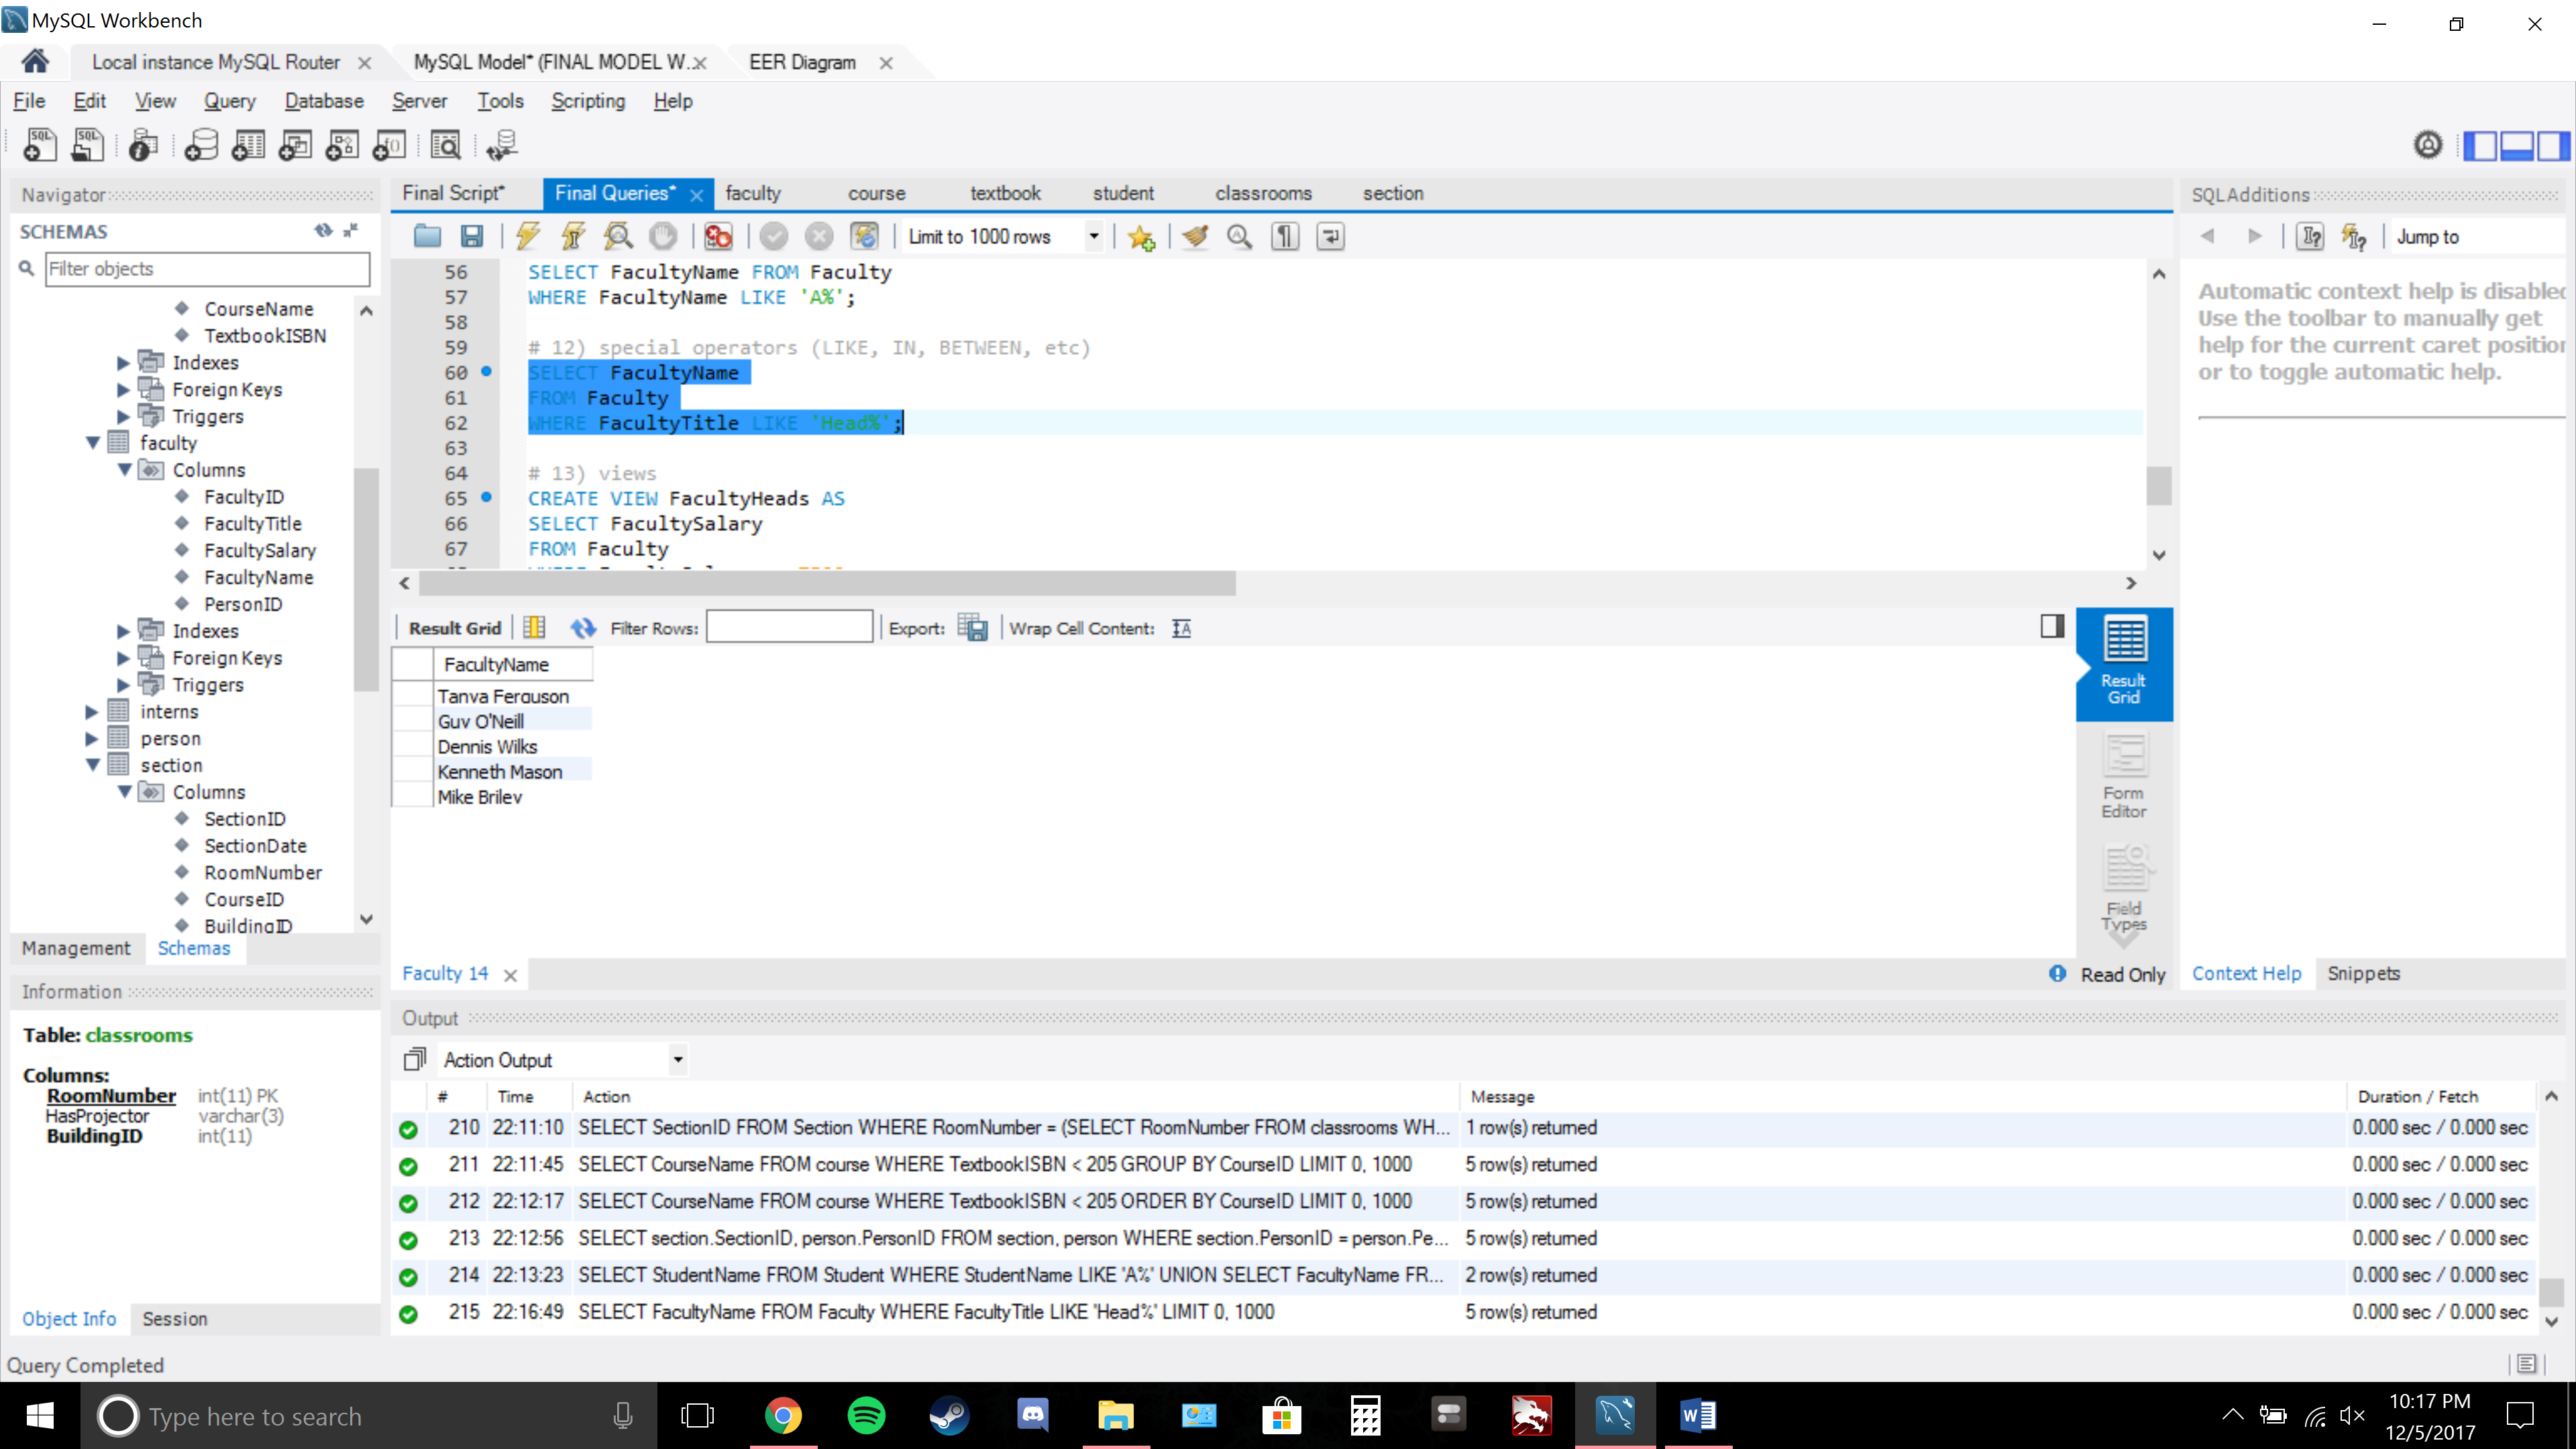 MySQL Workbench
Local instance MySQL Router
MySQL Model* (FINAL MODEL W...
EER Diagram
File Edit View Query Database Server Tools Scripting Help
Navigator
SCHEMAS
Filter objects
CourseName
TextbookISBN
Indexes
Foreign Keys
Triggers
faculty
Columns
FacultyID
FacultyTitle
FacultySalary
FacultyName
PersonID
Indexes
Foreign Keys
Triggers
interns
person
section
Columns
SectionID
SectionDate
RoomNumber
CourseID
BuildingID
Management Schemas
Information
Table: classrooms
Columns:
RoomNumber int(11) PK
HasProjector varchar(3)
BuildingID int(11)
Object Info Session
Final Script* Final Queries* faculty course textbook student classrooms section
Limit to 1000 rows
56 SELECT FacultyName FROM Faculty
57 WHERE FacultyName LIKE 'A%';
58
59 # 12) special operators (LIKE, IN, BETWEEN, etc)
60 SELECT FacultyName
61 FROM Faculty
62 WHERE FacultyTitle LIKE 'Head%';
63
64 # 13) views
65 CREATE VIEW FacultyHeads AS
66 SELECT FacultySalary
67 FROM Faculty
Result Grid Filter Rows: Export: Wrap Cell Content:
FacultyName
Tanya Ferguson
Guy O'Neill
Dennis Wilks
Kenneth Mason
Mike Briley
Result
Grid
Form
Editor
Field
Types
Faculty 14
Read Only
SQLAdditions
Jump to
Automatic context help is disabled
Use the toolbar to manually get
help for the current caret position
or to toggle automatic help.
Context Help Snippets
Output
Action Output
# Time Action Message Duration / Fetch
210 22:11:10 SELECT SectionID FROM Section WHERE RoomNumber = (SELECT RoomNumber FROM classrooms WH... 1 row(s) returned 0.000 sec / 0.000 sec
211 22:11:45 SELECT CourseName FROM course WHERE TextbookISBN < 205 GROUP BY CourseID LIMIT 0, 1000 5 row(s) returned 0.000 sec / 0.000 sec
212 22:12:17 SELECT CourseName FROM course WHERE TextbookISBN < 205 ORDER BY CourseID LIMIT 0, 1000 5 row(s) returned 0.000 sec / 0.000 sec
213 22:12:56 SELECT section.SectionID, person.PersonID FROM section, person WHERE section.PersonID = person.Pe... 5 row(s) returned 0.000 sec / 0.000 sec
214 22:13:23 SELECT StudentName FROM Student WHERE StudentName LIKE 'A%' UNION SELECT FacultyName FR... 2 row(s) returned 0.000 sec / 0.000 sec
215 22:16:49 SELECT FacultyName FROM Faculty WHERE FacultyTitle LIKE 'Head%' LIMIT 0, 1000 5 row(s) returned 0.000 sec / 0.000 sec
Query Completed
Type here to search
10:17 PM
12/5/2017